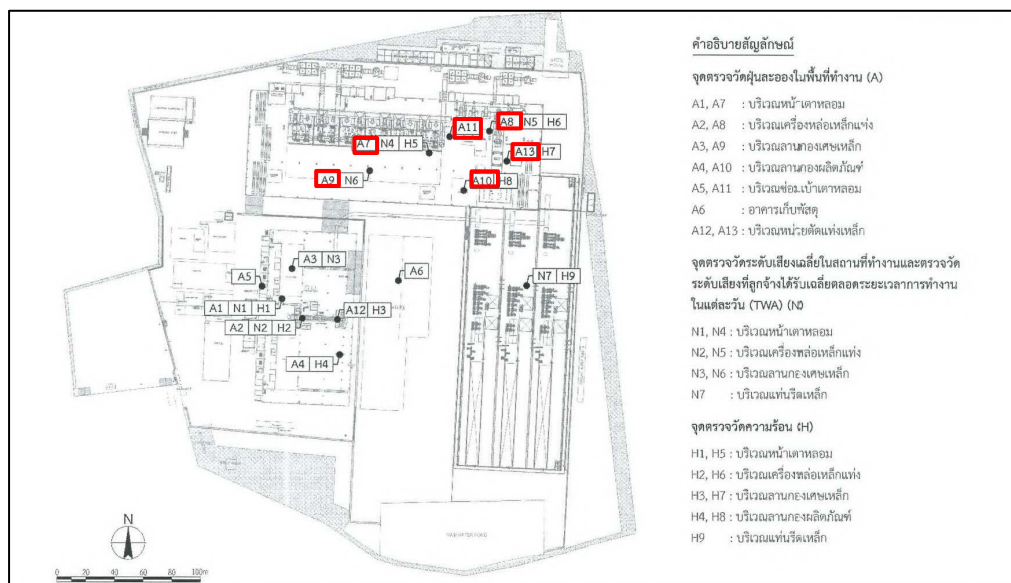 A11
A8 N5 H6
A7 N4 H5
A13 H7
A9 N6
A10 H8
A3 N3
A5
A6
N7 H9
A1 N1 H1
A12 H3
A2 N2 H2
A4 H4
N
0 20 40 60 80 100m
คำอธิบายสัญลักษณ์
จุดตรวจวัดฝุ่นละอองในพื้นที่ทำงาน (A)
A1, A7 : บริเวณหน้าเตาหลอม
A2, A8 : บริเวณเครื่องหล่อเหล็กแท่ง
A3, A9 : บริเวณลานกองเศษเหล็ก
A4, A10 : บริเวณลานกองผลิตภัณฑ์
A5, A11 : บริเวณซ่อมเบ้าเตาหลอม
A6 : อาคารเก็บพัสดุ
A12, A13 : บริเวณหน่วยตัดแท่งเหล็ก
จุดตรวจวัดระดับเสียงเฉลี่ยในสถานที่ทำงานและตรวจวัด
ระดับเสียงที่ลูกจ้างได้รับเฉลี่ยตลอดระยะเวลาการทำงาน
ในแต่ละวัน (TWA) (N)
N1, N4 : บริเวณหน้าเตาหลอม
N2, N5 : บริเวณเครื่องหล่อเหล็กแท่ง
N3, N6 : บริเวณลานกองเศษเหล็ก
N7 : บริเวณแท่นรีดเหล็ก
จุดตรวจวัดความร้อน (H)
H1, H5 : บริเวณหน้าเตาหลอม
H2, H6 : บริเวณเครื่องหล่อเหล็กแท่ง
H3, H7 : บริเวณลานกองเศษเหล็ก
H4, H8 : บริเวณลานกองผลิตภัณฑ์
H9 : บริเวณแท่นรีดเหล็ก